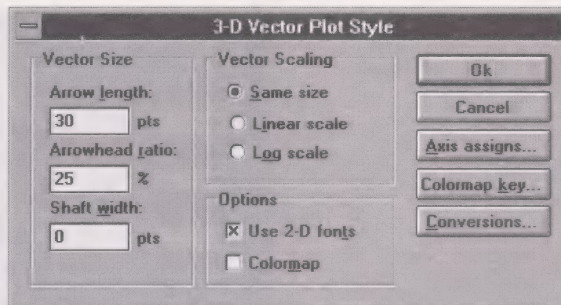 3-D Vector Plot Style
Vector Size
Arrow length:
30 pts
Arrowhead ratio:
25 %
Shaft width:
0 pts
Vector Scaling
Same size
Linear scale
Log scale
Options
Use 2-D fonts
Colormap
Ok
Cancel
Axis assigns...
Colormap key...
Conversions...